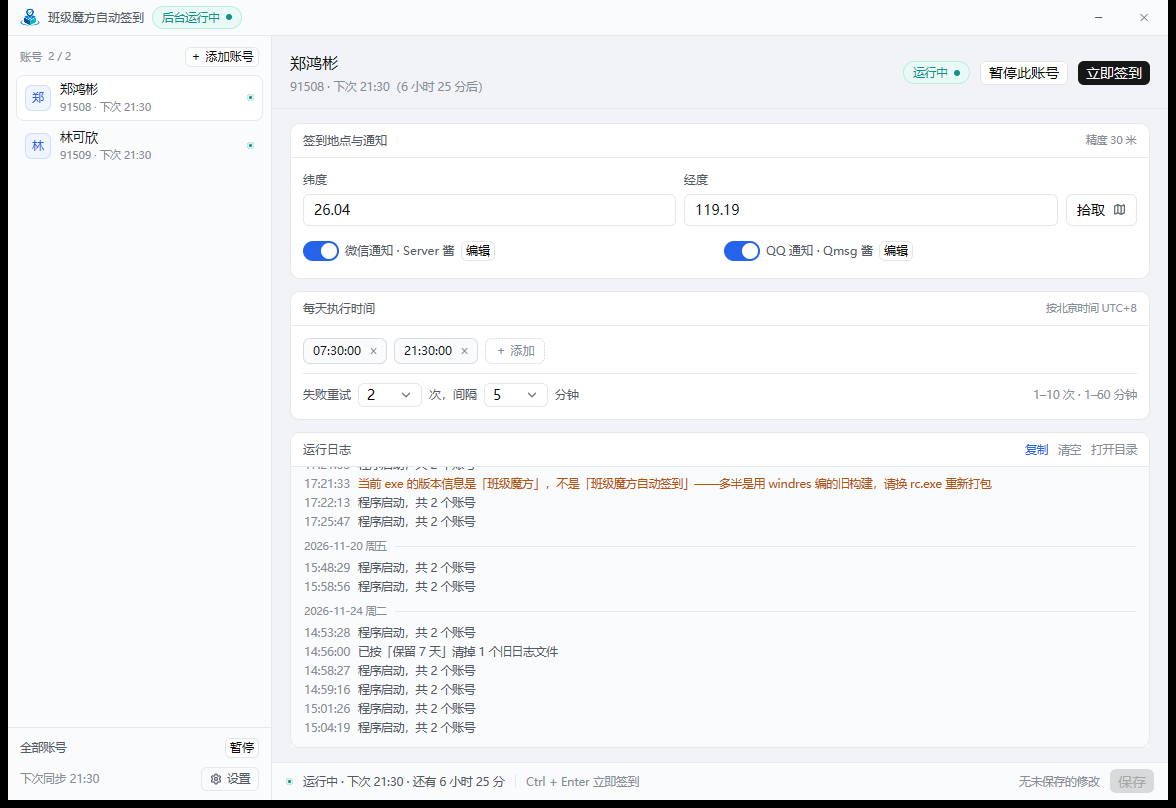 班级魔方自动签到 后台运行中
账号 2 / 2 + 添加账号
郑 郑鸿彬
91508 · 下次 21:30
林 林可欣
91509 · 下次 21:30
全部账号 暂停
下次同步 21:30 设置
郑鸿彬
91508 · 下次 21:30（6 小时 25 分后）
运行中 暂停此账号 立即签到
签到地点与通知 精度 30 米
纬度 经度
26.04 119.19 拾取
微信通知 · Server 酱 编辑 QQ 通知 · Qmsg 酱 编辑
每天执行时间 按北京时间 UTC+8
07:30:00 × 21:30:00 × + 添加
失败重试 2 次，间隔 5 分钟 1–10 次 · 1–60 分钟
运行日志 复制 清空 打开目录
17:21:33 当前 exe 的版本信息是「班级魔方」，不是「班级魔方自动签到」——多半是用 windres 编的旧构建，请换 rc.exe 重新打包
17:22:13 程序启动，共 2 个账号
17:25:47 程序启动，共 2 个账号
2026-11-20 周五
15:48:29 程序启动，共 2 个账号
15:58:56 程序启动，共 2 个账号
2026-11-24 周二
14:53:28 程序启动，共 2 个账号
14:56:00 已按「保留 7 天」清掉 1 个旧日志文件
14:58:27 程序启动，共 2 个账号
14:59:16 程序启动，共 2 个账号
15:01:26 程序启动，共 2 个账号
15:04:19 程序启动，共 2 个账号
运行中 · 下次 21:30 · 还有 6 小时 25 分 Ctrl + Enter 立即签到 无未保存的修改 保存